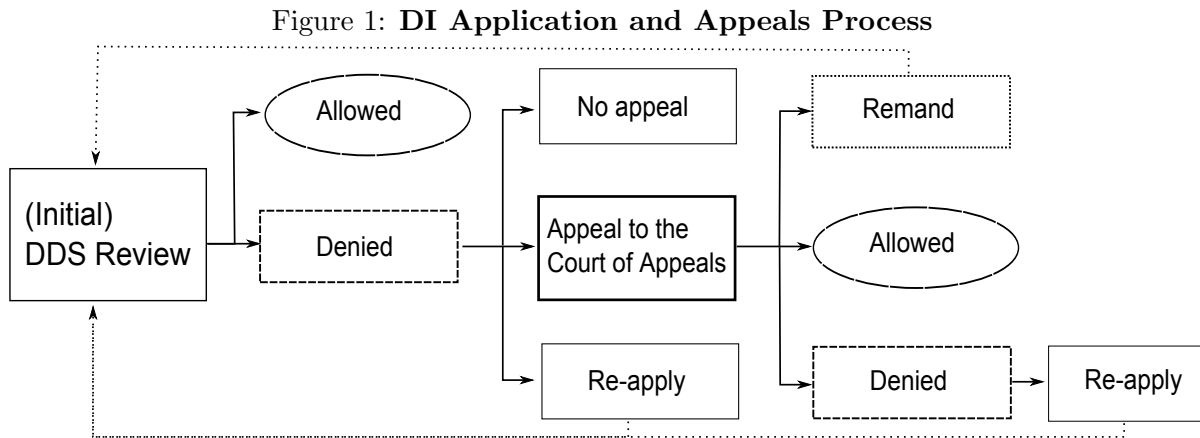 Figure 1: DI Application and Appeals Process
Allowed
No appeal
Remand
(Initial)
DDS Review
Denied
Appeal to the
Court of Appeals
Allowed
Re-apply
Denied
Re-apply